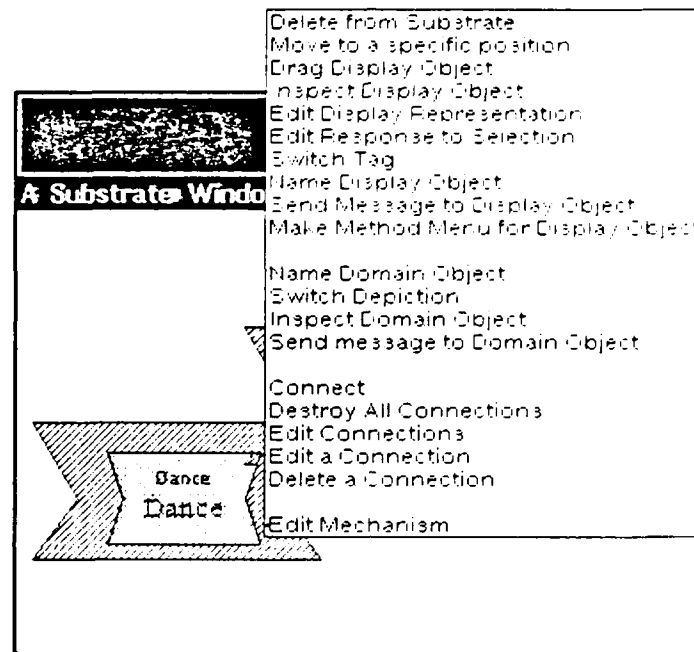 Delete from Substrate
Move to a specific position
Drag Display Object
Inspect Display Object
Edit Display Representation
Edit Response to Selection
Switch Tag
Name Display Object
Send Message to Display Object
Make Method Menu for Display Object
A Substrate Windo
Name Domain Object
Switch Depiction
Inspect Domain Object
Send message to Domain Object
Connect
Destroy All Connections
Edit Connections
Edit a Connection
Delete a Connection
Edit Mechanism
Dance
Dance